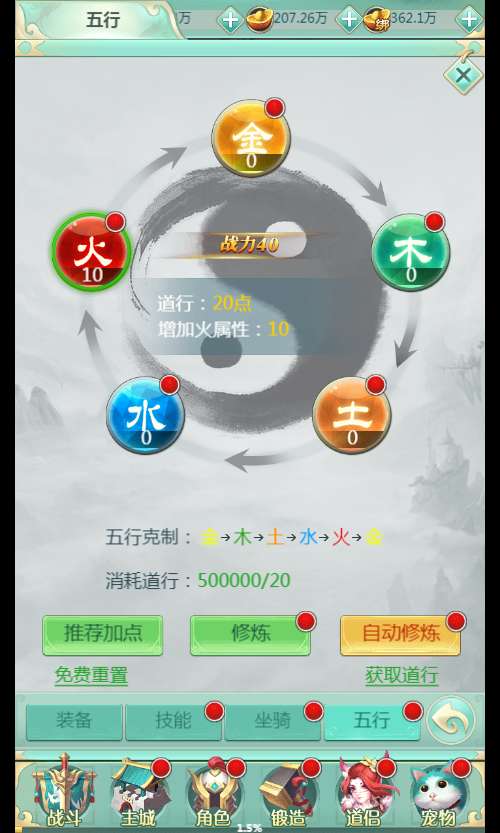 五行
万
207.26万
绑
362.1万
金
0
火
10
木
0
战力40
道行：20点
增加火属性：10
水
0
土
0
五行克制：金→木→土→水→火→金
消耗道行：500000/20
推荐加点
修炼
自动修炼
免费重置
获取道行
装备
技能
坐骑
五行
战斗
主城
角色
锻造
道侣
宠物
1.5%